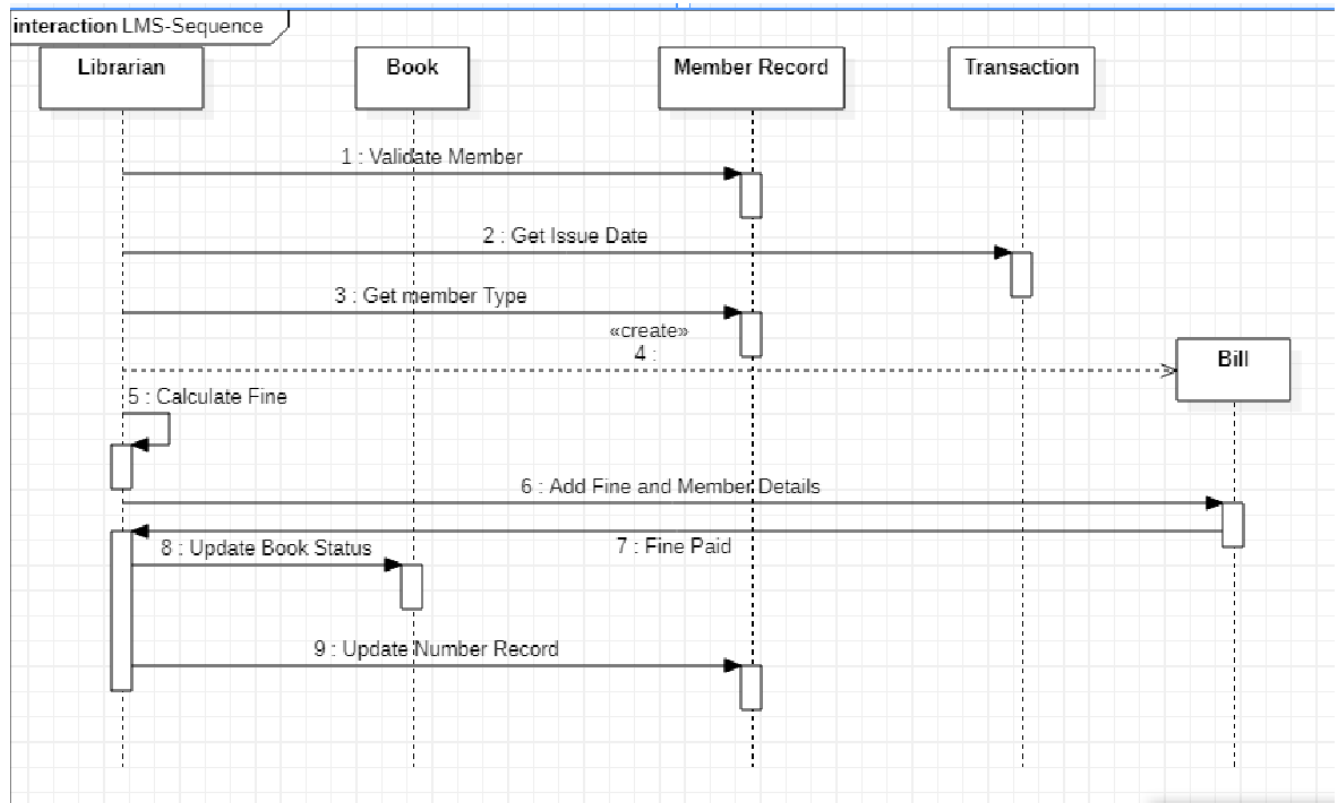 interaction LMS-Sequence
Librarian
Book
Member Record
Transaction
1 : Validate Member
2 : Get Issue Date
3 : Get member Type
«create»
4 :
Bill
5 : Calculate Fine
6 : Add Fine and Member Details
7 : Fine Paid
8 : Update Book Status
9 : Update Number Record